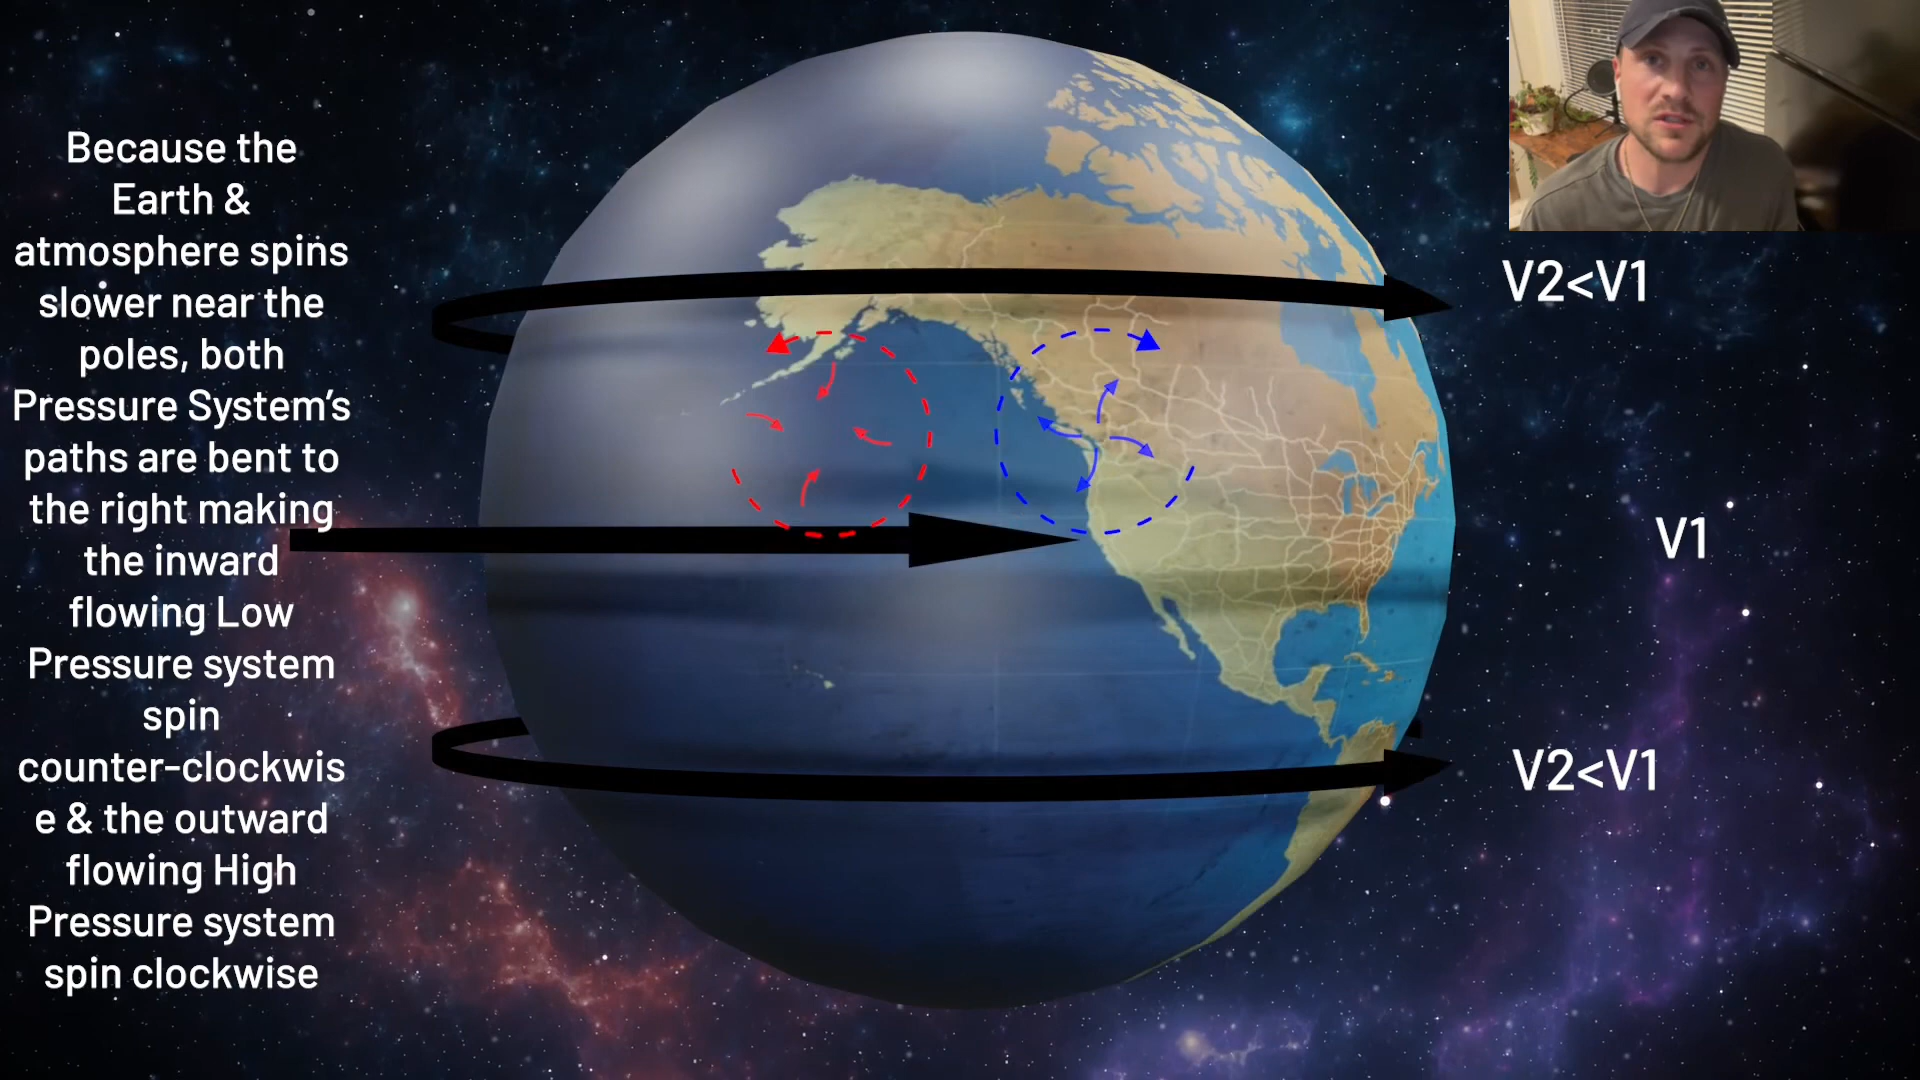 Because the
Earth &
atmosphere spins
slower near the
poles, both
Pressure System's
paths are bent to
the right making
the inward
flowing Low
Pressure system
spin
counter-clockwis
e & the outward
flowing High
Pressure system
spin clockwise
V2<V1
V1
V2<V1